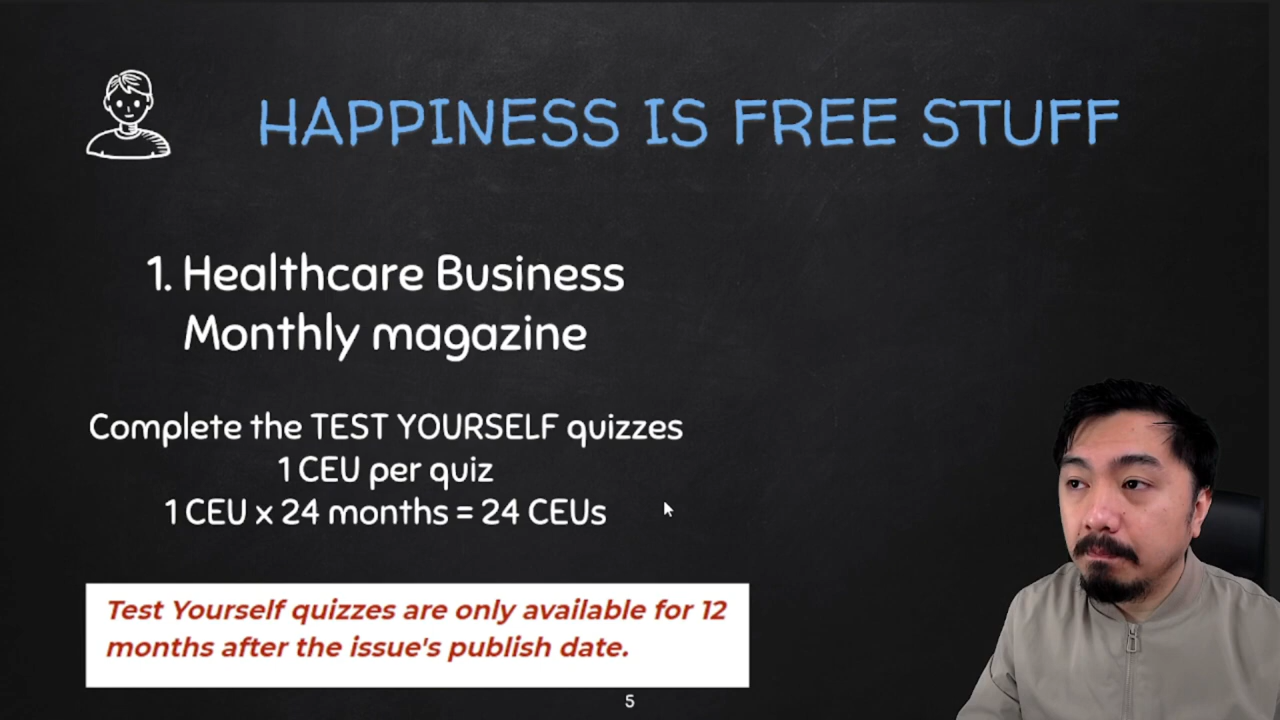 HAPPINESS IS FREE STUFF
1. Healthcare Business
Monthly magazine
Complete the TEST YOURSELF quizzes
1 CEU per quiz
1 CEU x 24 months = 24 CEUs
Test Yourself quizzes are only available for 12
months after the issue's publish date.
5